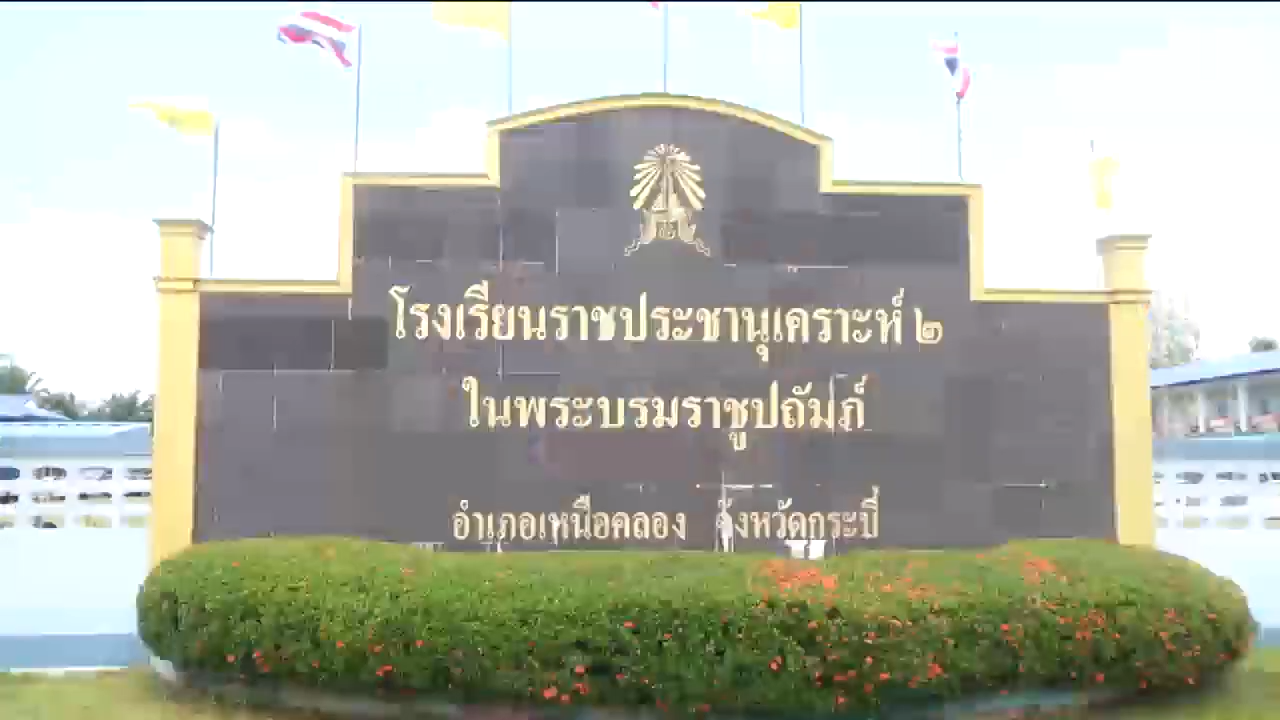 โรงเรียนราชประชานุเคราะห์ ๒
ในพระบรมราชูปถัมภ์
อำเภอเหนือคลอง จังหวัดกระบี่